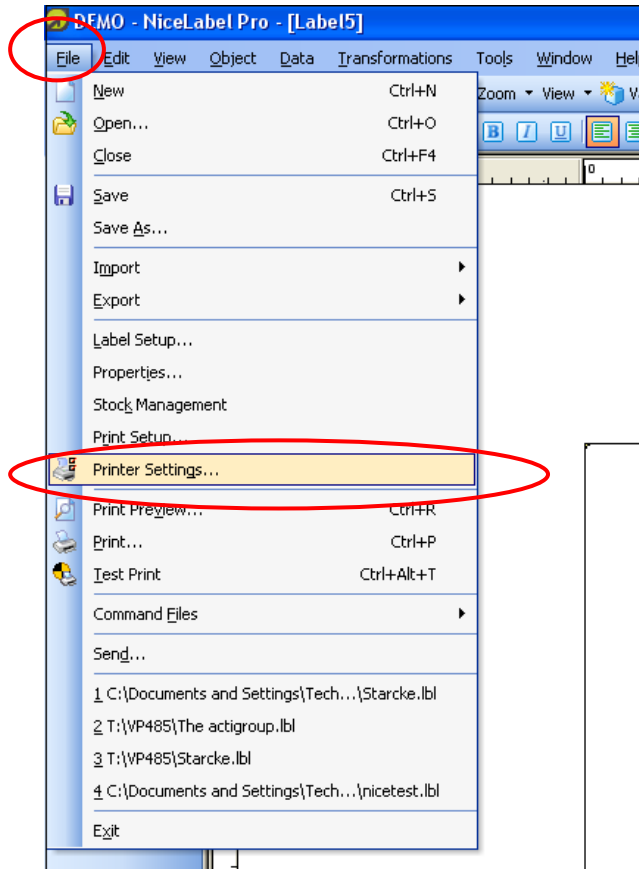 DEMO - NiceLabel Pro - [Label5]
File Edit View Object Data Transformations Tools Window Hel
New Ctrl+N
Zoom View V
Open... Ctrl+O
B I U
Close Ctrl+F4
0
Save Ctrl+S
Save As...
Import
Export
Label Setup...
Properties...
Stock Management
Print Setup...
Printer Settings...
Print Preview... Ctrl+R
Print... Ctrl+P
Test Print Ctrl+Alt+T
Command Files
Send...
1 C:\Documents and Settings\Tech...\Starcke.lbl
2 T:\VP485\The actigroup.lbl
3 T:\VP485\Starcke.lbl
4 C:\Documents and Settings\Tech...\nicetest.lbl
Exit